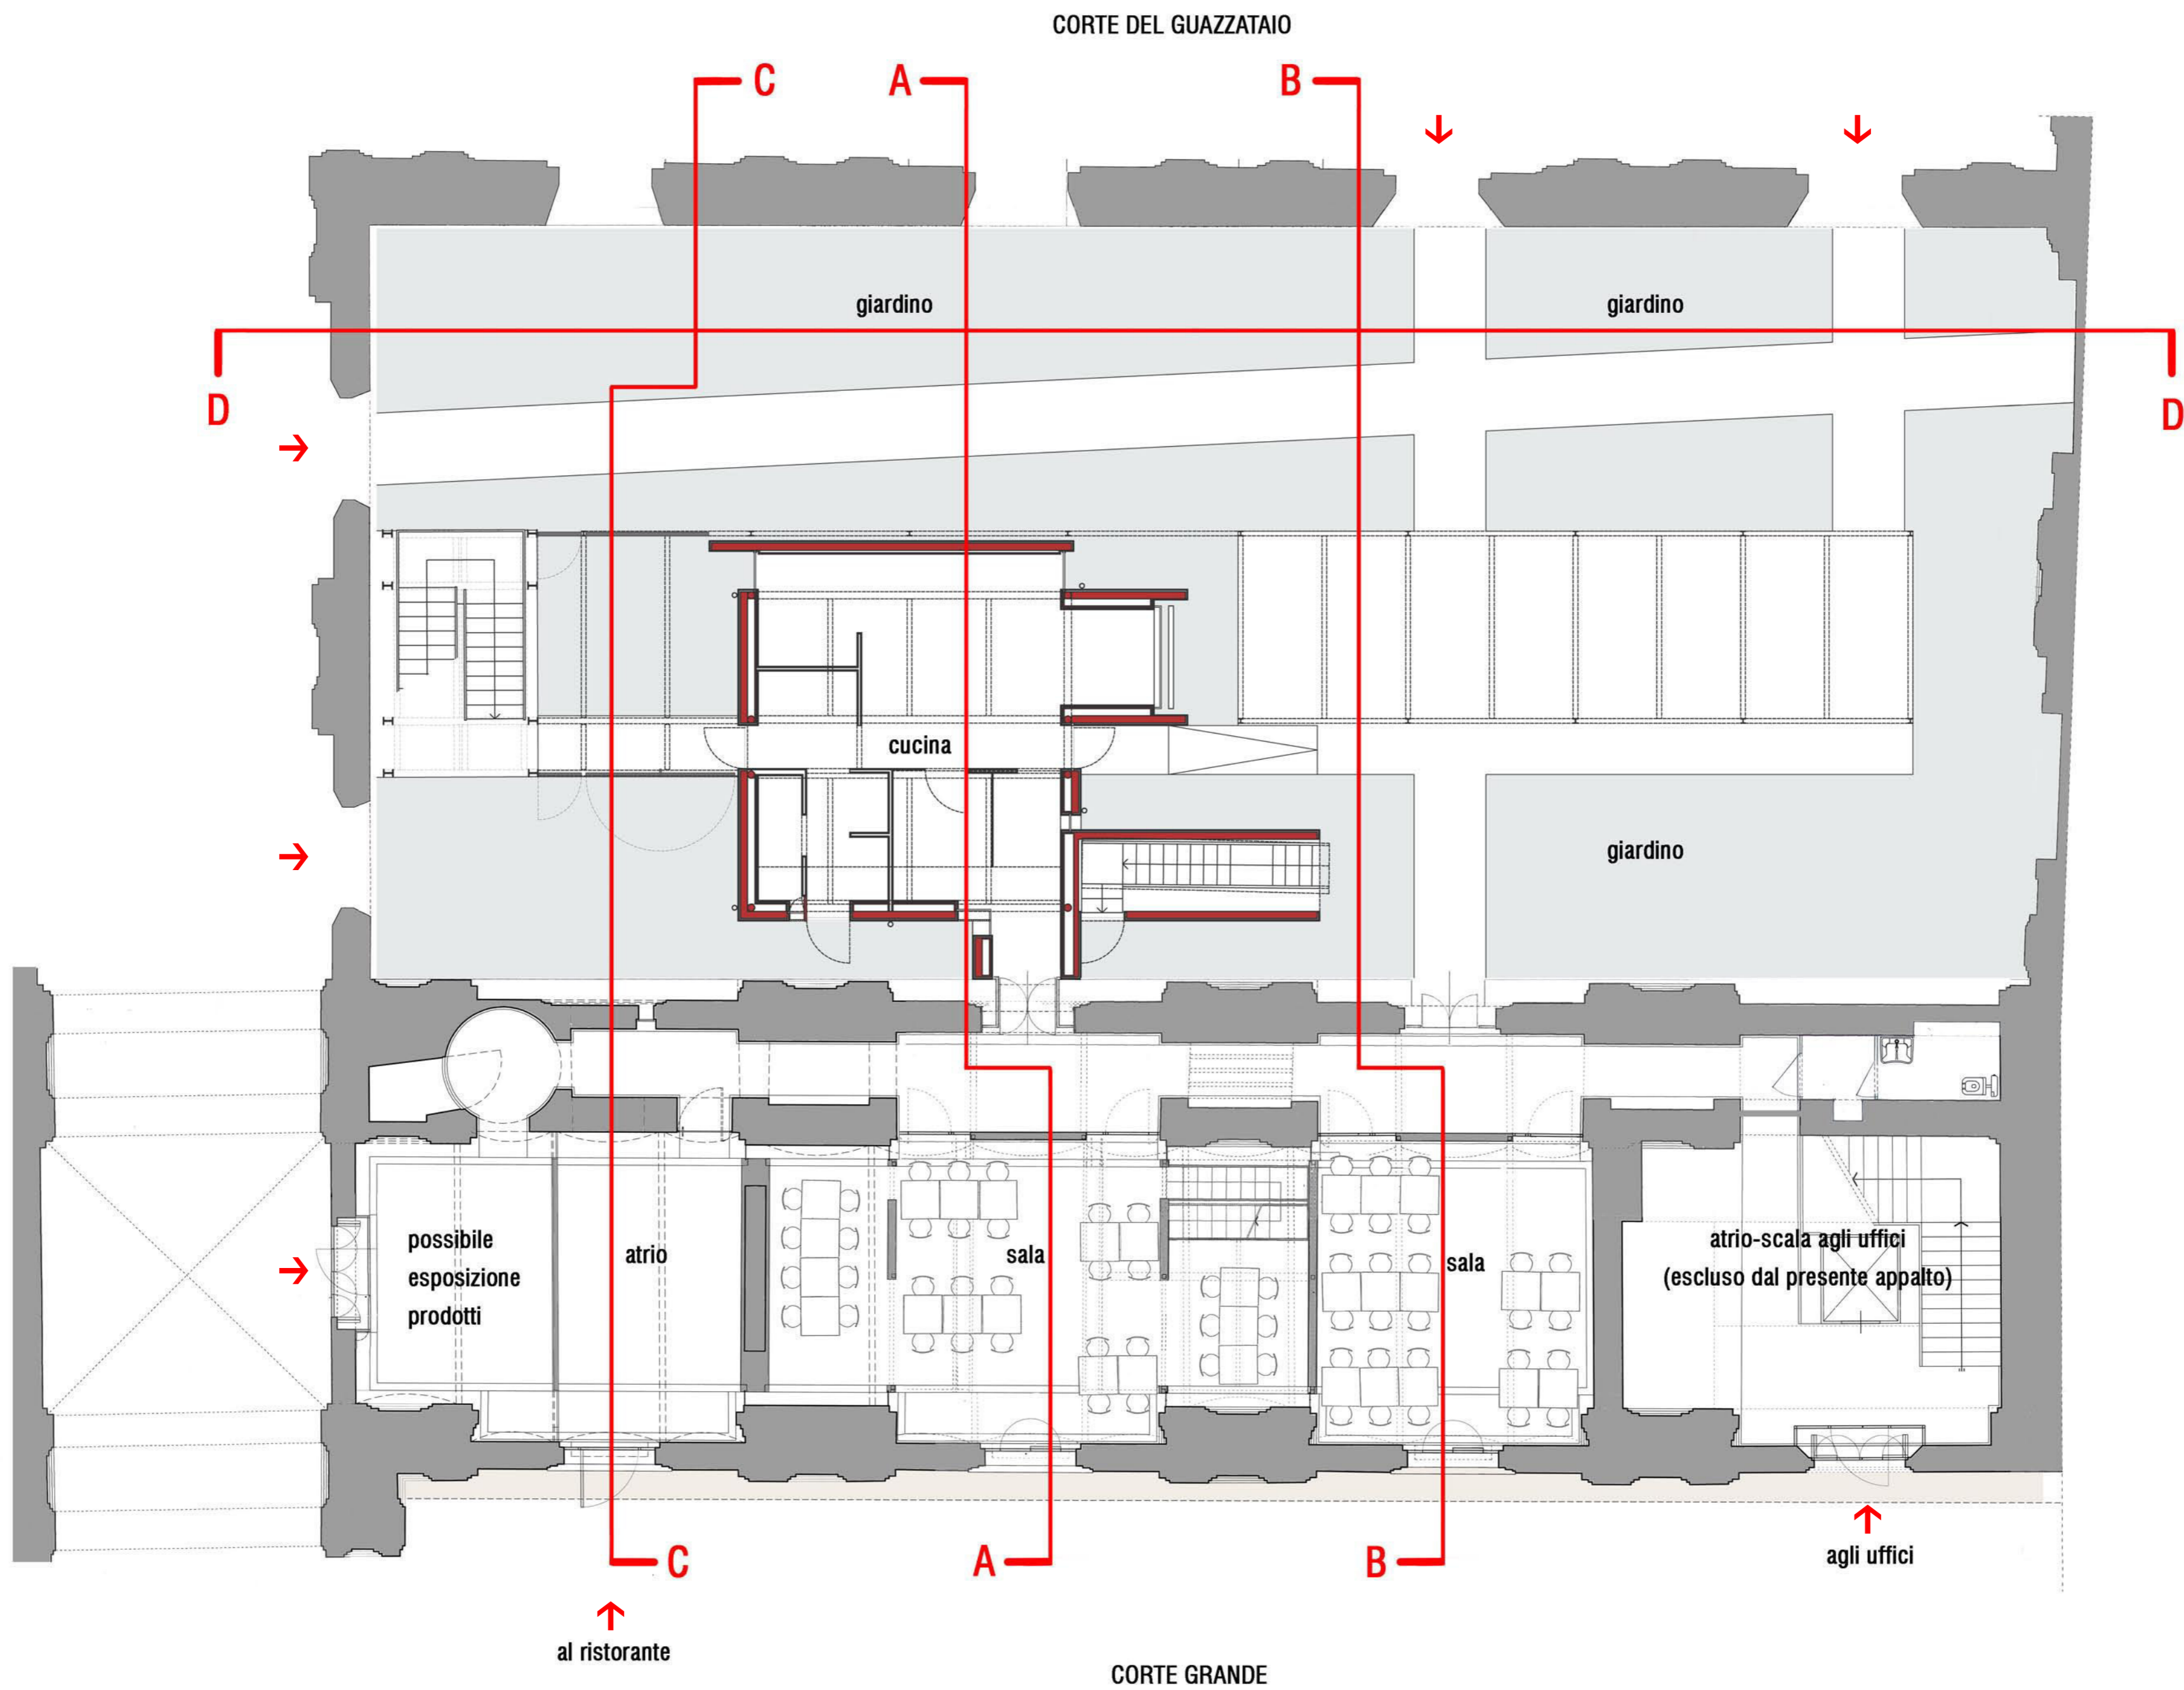 CORTE DEL GUAZZATAIO
C
A
B
giardino
giardino
D
D
cucina
giardino
possibile
esposizione
prodotti
atrio
sala
sala
atrio-scala agli uffici
(escluso dal presente appalto)
C
A
B
agli uffici
al ristorante
CORTE GRANDE